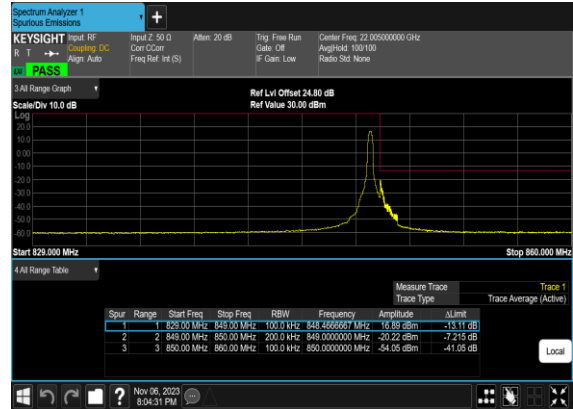 Spectrum Analyzer 1
Spurious Emissions
KEYSIGHT Input: RF Input Z: 50 Ω Atten: 20 dB Trig: Free Run Center Freq: 22.005000000 GHz
R T Coupling: DC Corr CCorr Gate: Off Avg|Hold: 100/100
Align: Auto Freq Ref: Int (S) IF Gain: Low Radio Std: None
PASS
3 All Range Graph
Ref Lvl Offset 24.80 dB
Scale/Div 10.0 dB Ref Value 30.00 dBm
Log
20.0
10.0
0.00
-10.0
-20.0
-30.0
-40.0
-50.0
-60.0
Start 829.000 MHz Stop 860.000 MHz
4 All Range Table
Measure Trace Trace 1
Trace Type Trace Average (Active)
Spur Range Start Freq Stop Freq RBW Frequency Amplitude ΔLimit
1 1 829.00 MHz 849.00 MHz 100.0 kHz 848.4666667 MHz 16.89 dBm -13.11 dB
2 2 849.00 MHz 850.00 MHz 200.0 kHz 849.0000000 MHz -20.22 dBm -7.215 dB
3 3 850.00 MHz 860.00 MHz 100.0 kHz 850.0000000 MHz -54.05 dBm -41.05 dB
Local
Nov 06, 2023
8:04:31 PM